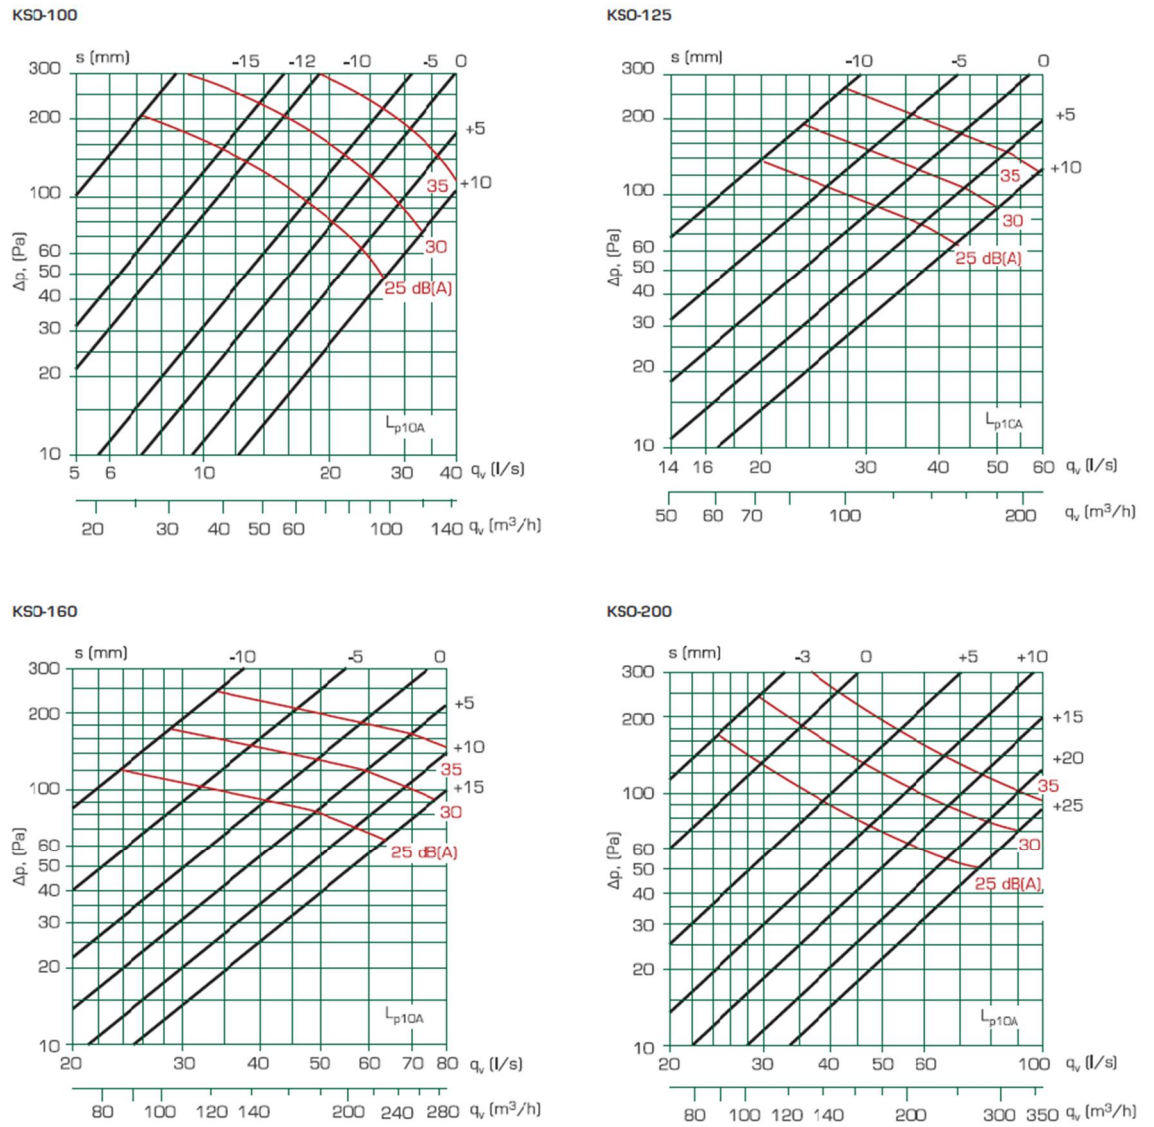 KSO-100
s (mm) -15 -12 -10 -5 0
300
200
+5
100
35 +10
60
30
50
25 dB(A)
40
30
20
Lp10A
10
Δp, (Pa)
5 6 10 20 30 40 qv (l/s)
20 30 40 50 60 100 140 qv (m³/h)
KSO-125
s (mm) -10 -5 0
300
200
+5
+10
35
100
30
60
25 dB(A)
50
40
30
20
Lp10A
10
Δp, (Pa)
14 16 20 30 40 50 60 qv (l/s)
50 60 70 100 200 qv (m³/h)
KSO-160
s (mm) -10 -5 0
300
+5
200
+10
35
100
+15
30
60
25 dB(A)
50
40
30
20
Lp10A
10
Δp, (Pa)
20 30 40 50 60 70 80 qv (l/s)
80 100 120 140 200 240 280 qv (m³/h)
KSO-200
s (mm) -3 0 +5 +10
300
200
+15
+20
35
100
+25
60
30
50
25 dB(A)
40
30
20
Lp10A
10
Δp, (Pa)
20 30 40 50 60 100 qv (l/s)
80 100 120 140 200 300 350 qv (m³/h)